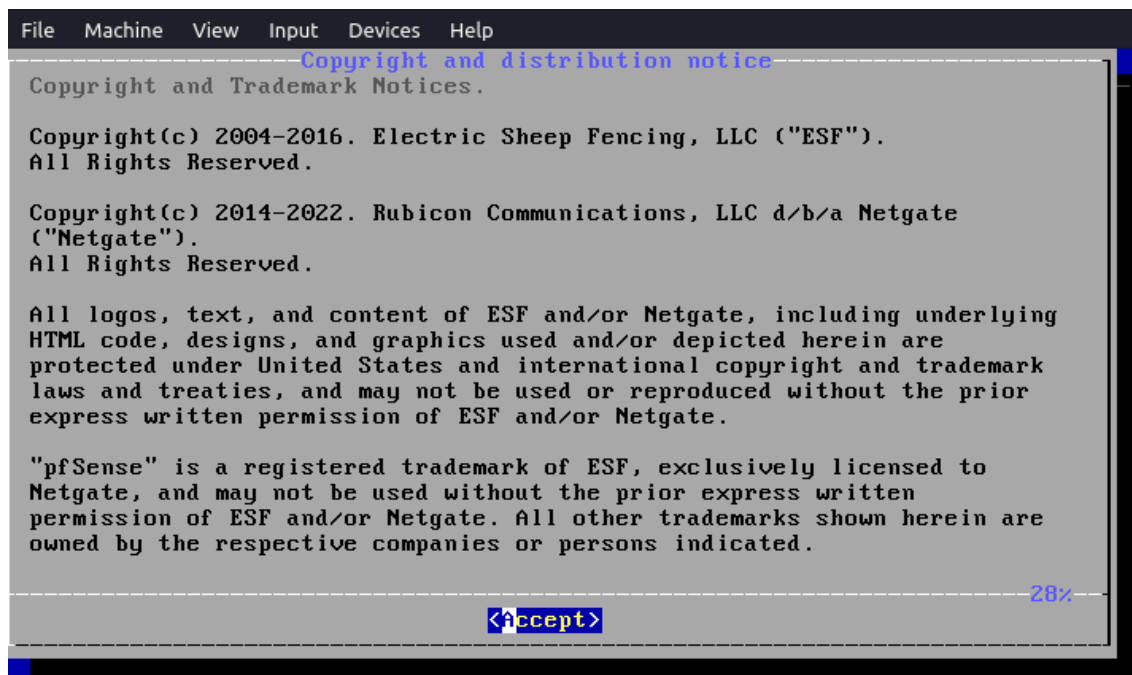 File Machine View Input Devices Help
Copyright and distribution notice
Copyright and Trademark Notices.
Copyright(c) 2004-2016. Electric Sheep Fencing, LLC ("ESF").
All Rights Reserved.
Copyright(c) 2014-2022. Rubicon Communications, LLC d/b/a Netgate
("Netgate").
All Rights Reserved.
All logos, text, and content of ESF and/or Netgate, including underlying
HTML code, designs, and graphics used and/or depicted herein are
protected under United States and international copyright and trademark
laws and treaties, and may not be used or reproduced without the prior
express written permission of ESF and/or Netgate.
"pfSense" is a registered trademark of ESF, exclusively licensed to
Netgate, and may not be used without the prior express written
permission of ESF and/or Netgate. All other trademarks shown herein are
owned by the respective companies or persons indicated.
28%
<Accept>